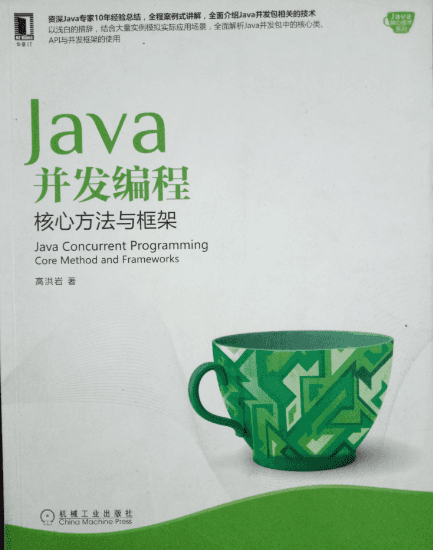 华章IT
资深Java专家10年经验总结，全程案例式讲解，全面介绍Java并发包相关的技术
以浅白的措辞，结合大量实例模拟实际应用场景，全面解析Java并发包中的核心类、
API与并发框架的使用
Java
并发编程
核心方法与框架
Java Concurrent Programming
Core Method and Frameworks
高洪岩 著
机械工业出版社
China Machine Press